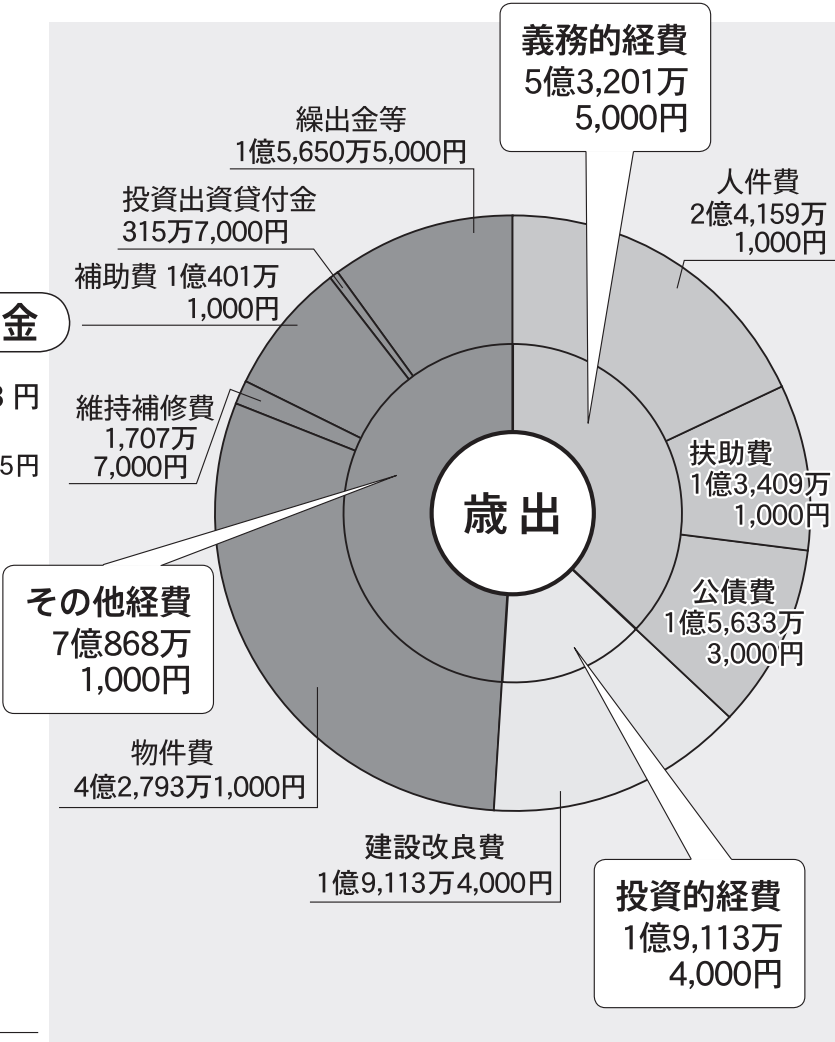 義務的経費
5億3,201万
5,000円
繰出金等
1億5,650万5,000円
人件費
2億4,159万
1,000円
投資出資貸付金
315万7,000円
補助費 1億401万
1,000円
金
円
維持補修費
1,707万
7,000円
5円
扶助費
1億3,409万
1,000円
歳出
公債費
1億5,633万
3,000円
その他経費
7億868万
1,000円
物件費
4億2,793万1,000円
建設改良費
1億9,113万4,000円
投資的経費
1億9,113万
4,000円